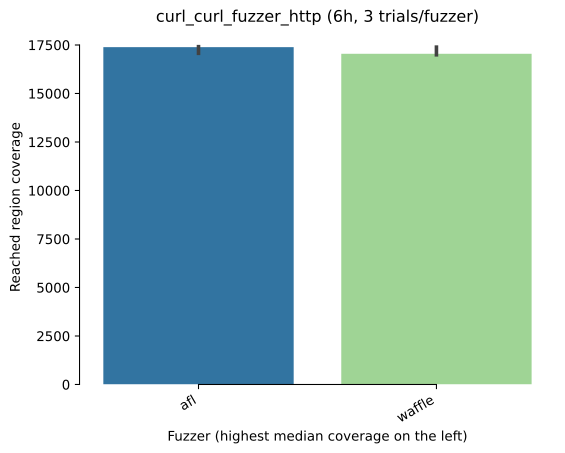 curl_curl_fuzzer_http (6h, 3 trials/fuzzer)
17500
15000
12500
10000
7500
5000
2500
0
Reached region coverage
afl
waffle
Fuzzer (highest median coverage on the left)